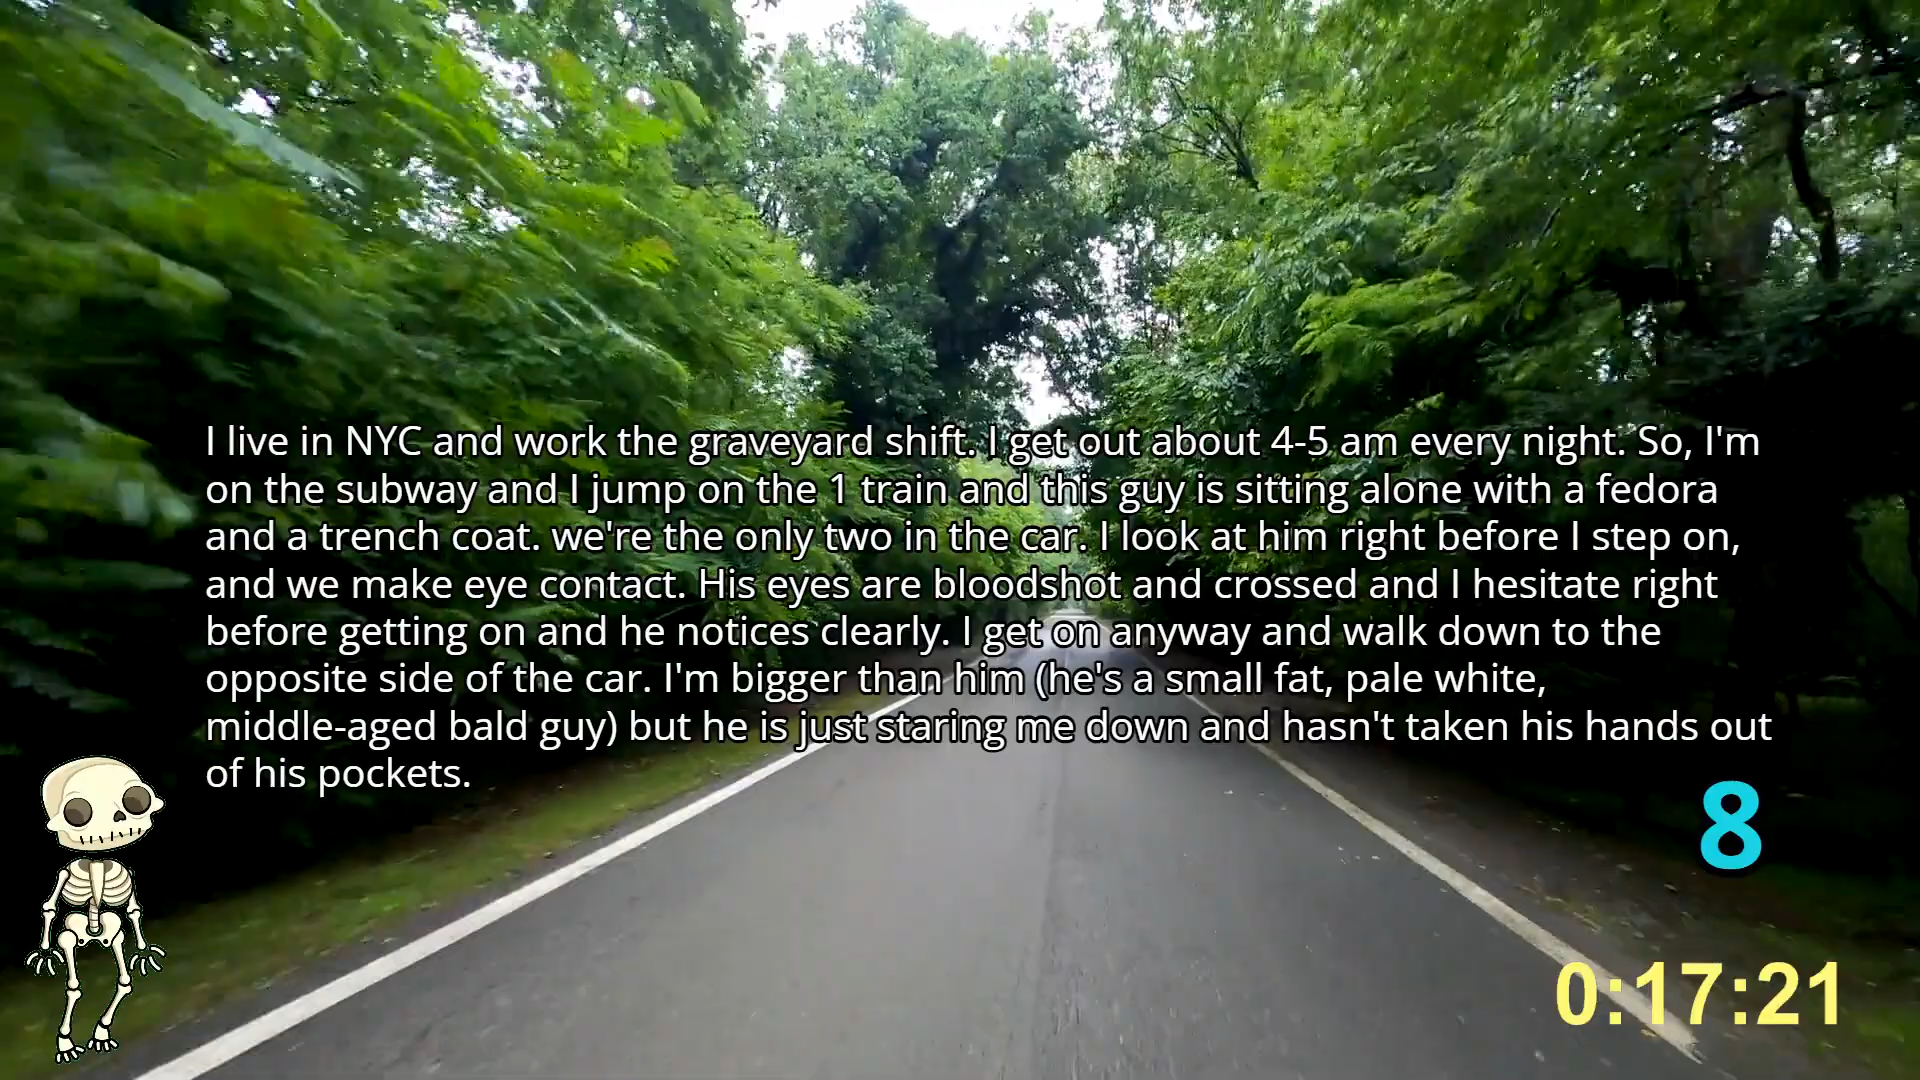 I live in NYC and work the graveyard shift. I get out about 4-5 am every night. So, I'm
on the subway and I jump on the 1 train and this guy is sitting alone with a fedora
and a trench coat. we're the only two in the car. I look at him right before I step on,
and we make eye contact. His eyes are bloodshot and crossed and I hesitate right
before getting on and he notices clearly. I get on anyway and walk down to the
opposite side of the car. I'm bigger than him (he's a small fat, pale white,
middle-aged bald guy) but he is just staring me down and hasn't taken his hands out
of his pockets.
8
0:17:21